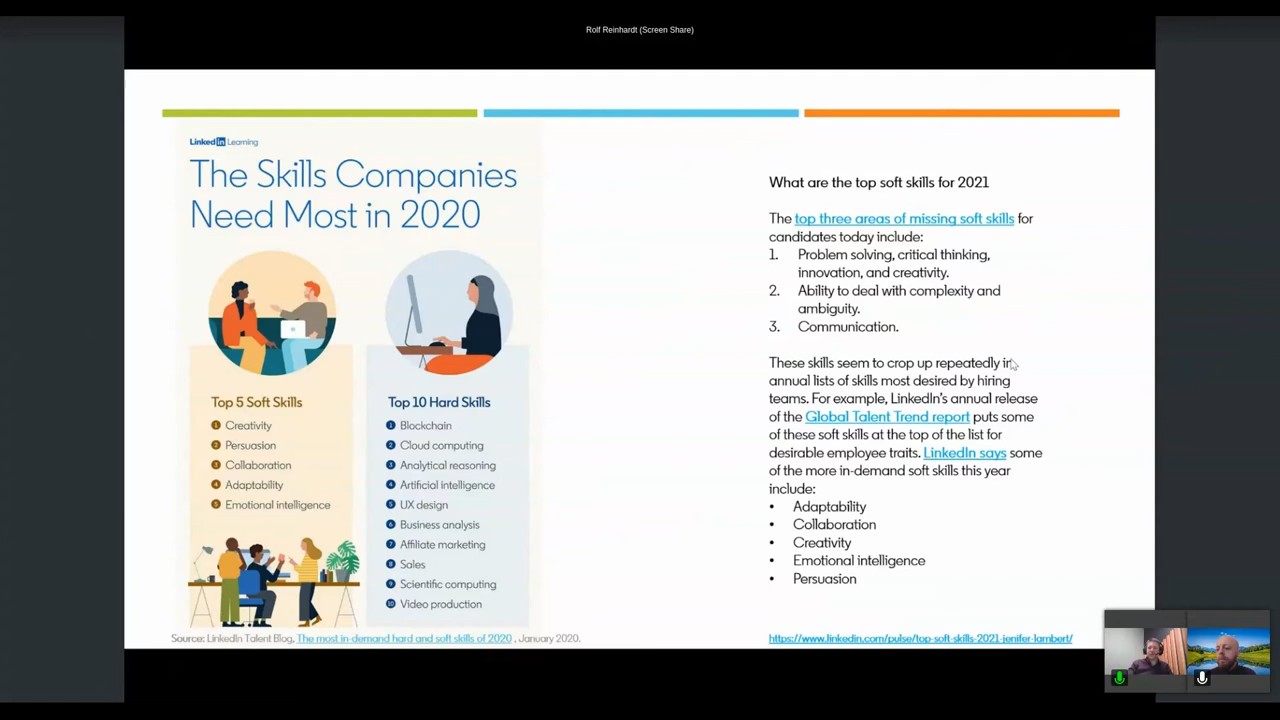 Rolf Reinhardt (Screen Share)
Linked in Learning
The Skills Companies
Need Most in 2020
Top 5 Soft Skills
1 Creativity
2 Persuasion
3 Collaboration
4 Adaptability
5 Emotional intelligence
Top 10 Hard Skills
1 Blockchain
2 Cloud computing
3 Analytical reasoning
4 Artificial intelligence
5 UX design
6 Business analysis
7 Affiliate marketing
8 Sales
9 Scientific computing
10 Video production
Source: LinkedIn Talent Blog, The most in-demand hard and soft skills of 2020 , January 2020.
What are the top soft skills for 2021
The top three areas of missing soft skills for
candidates today include:
1. Problem solving, critical thinking,
innovation, and creativity.
2. Ability to deal with complexity and
ambiguity.
3. Communication.
These skills seem to crop up repeatedly in
annual lists of skills most desired by hiring
teams. For example, LinkedIn's annual release
of the Global Talent Trend report puts some
of these soft skills at the top of the list for
desirable employee traits. LinkedIn says some
of the more in-demand soft skills this year
include:
• Adaptability
• Collaboration
• Creativity
• Emotional intelligence
• Persuasion
https://www.linkedin.com/pulse/top-soft-skills-2021-jenifer-lambert/